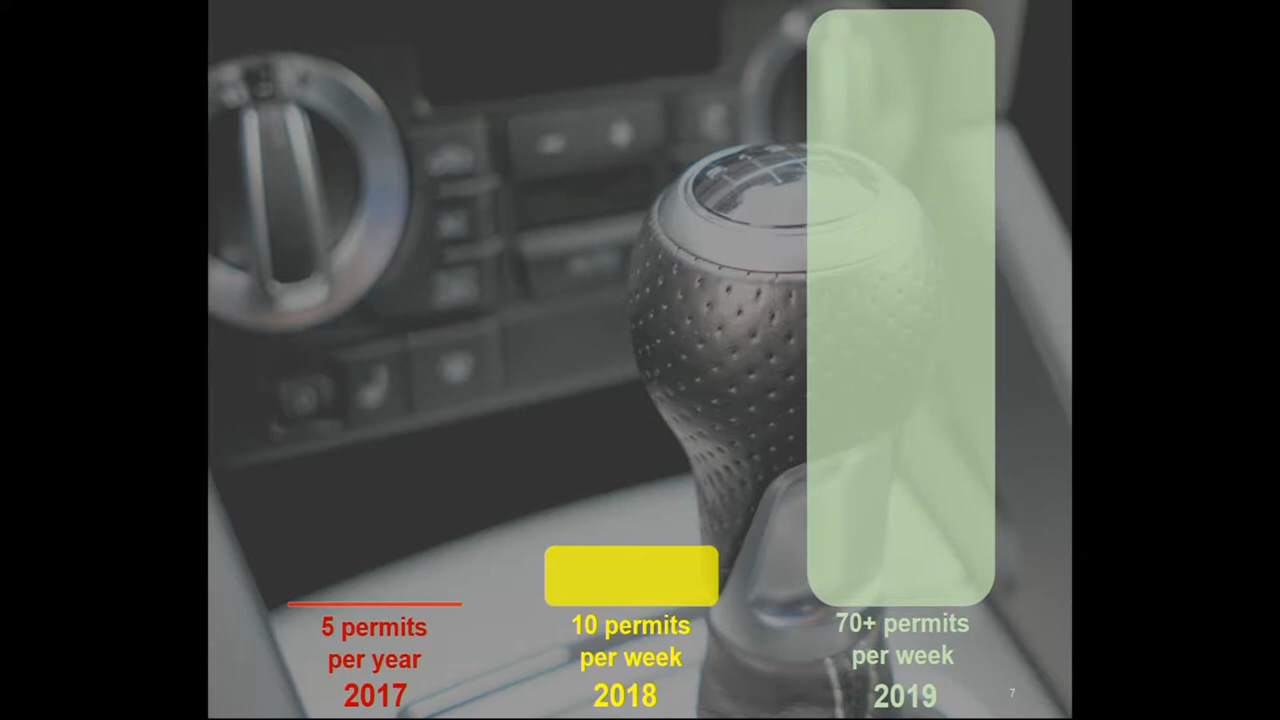 5 permits
per year
2017
10 permits
per week
2018
70+ permits
per week
2019
7